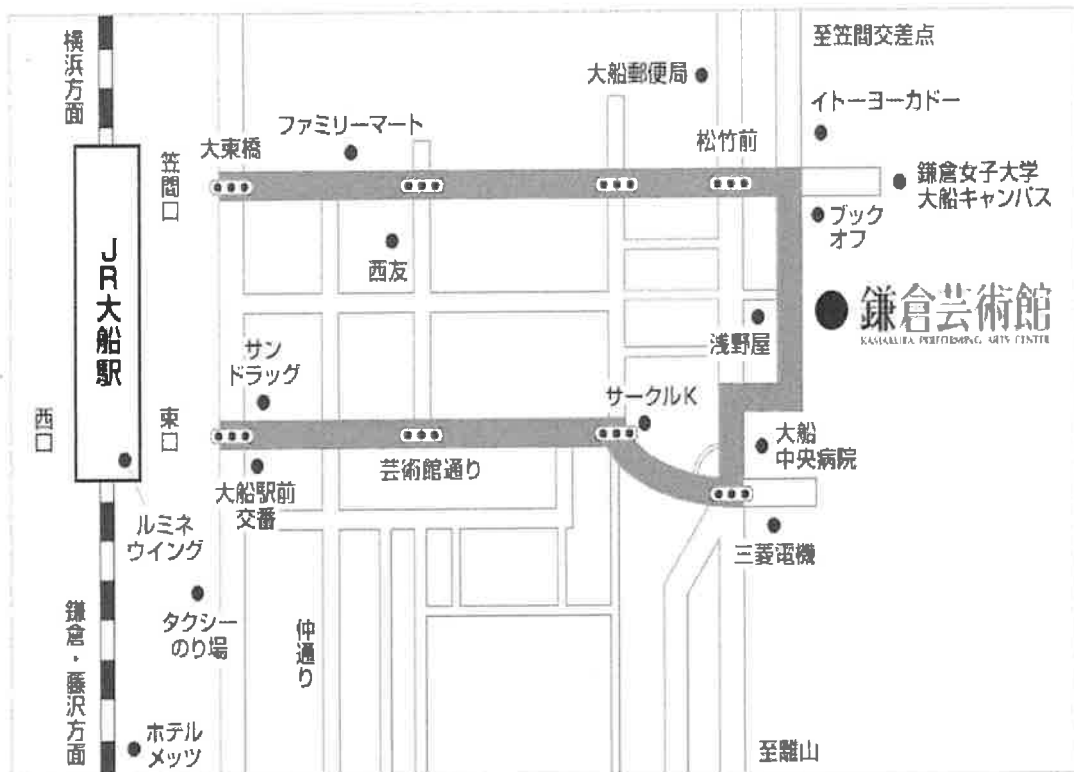 横浜方面
JR大船駅
西口
東口
笠間口
大東橋
ファミリーマート
大船郵便局
松竹前
至笠間交差点
イトーヨーカドー
鎌倉女子大学
大船キャンパス
ブック
オフ
西友
鎌倉芸術館
KAMAKURA PERFORMING ARTS CENTER
浅野屋
サン
ドラッグ
サークルK
大船
中央病院
芸術館通り
大船駅前
交番
ルミネ
ウイング
三菱電機
タクシー
のり場
仲通り
鎌倉・藤沢方面
ホテル
メッツ
至離山